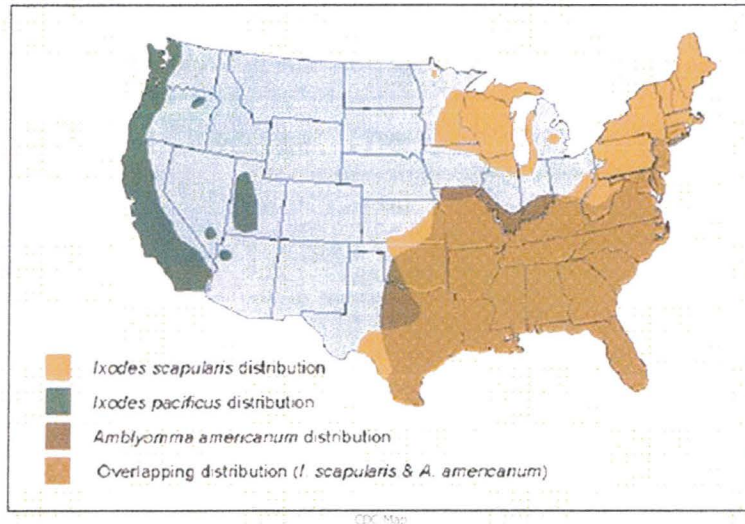 Ixodes scapularis distribution
Ixodes pacificus distribution
Amblyomma americanum distribution
Overlapping distribution (I. scapularis & A. americanum)
CDC Map